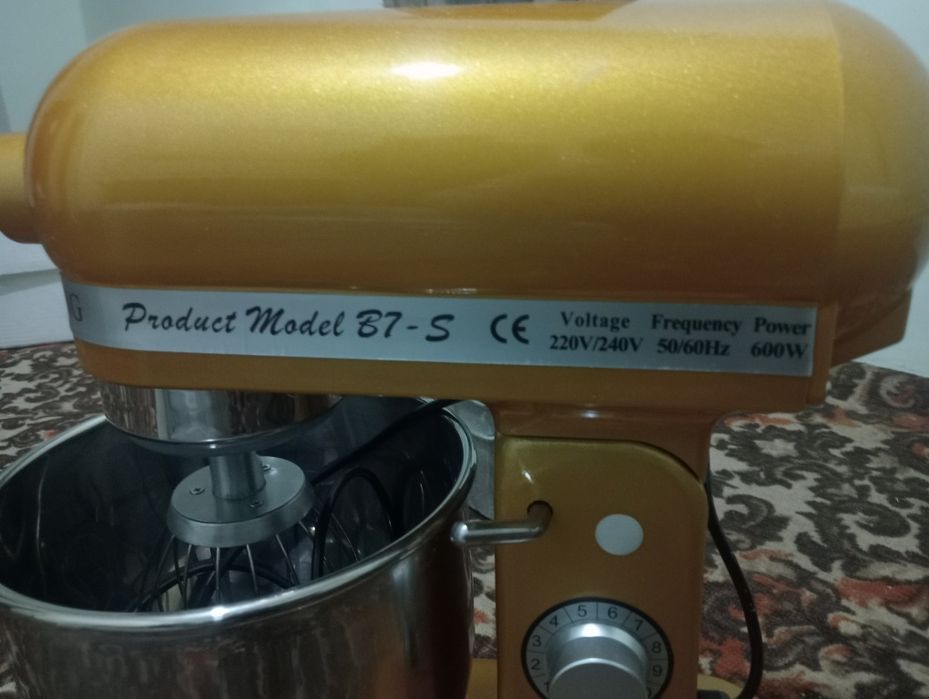 G Product Model B7-S CE
Voltage Frequency Power
220V/240V 50/60Hz 600W
2 3 4 5 6 7 8 9